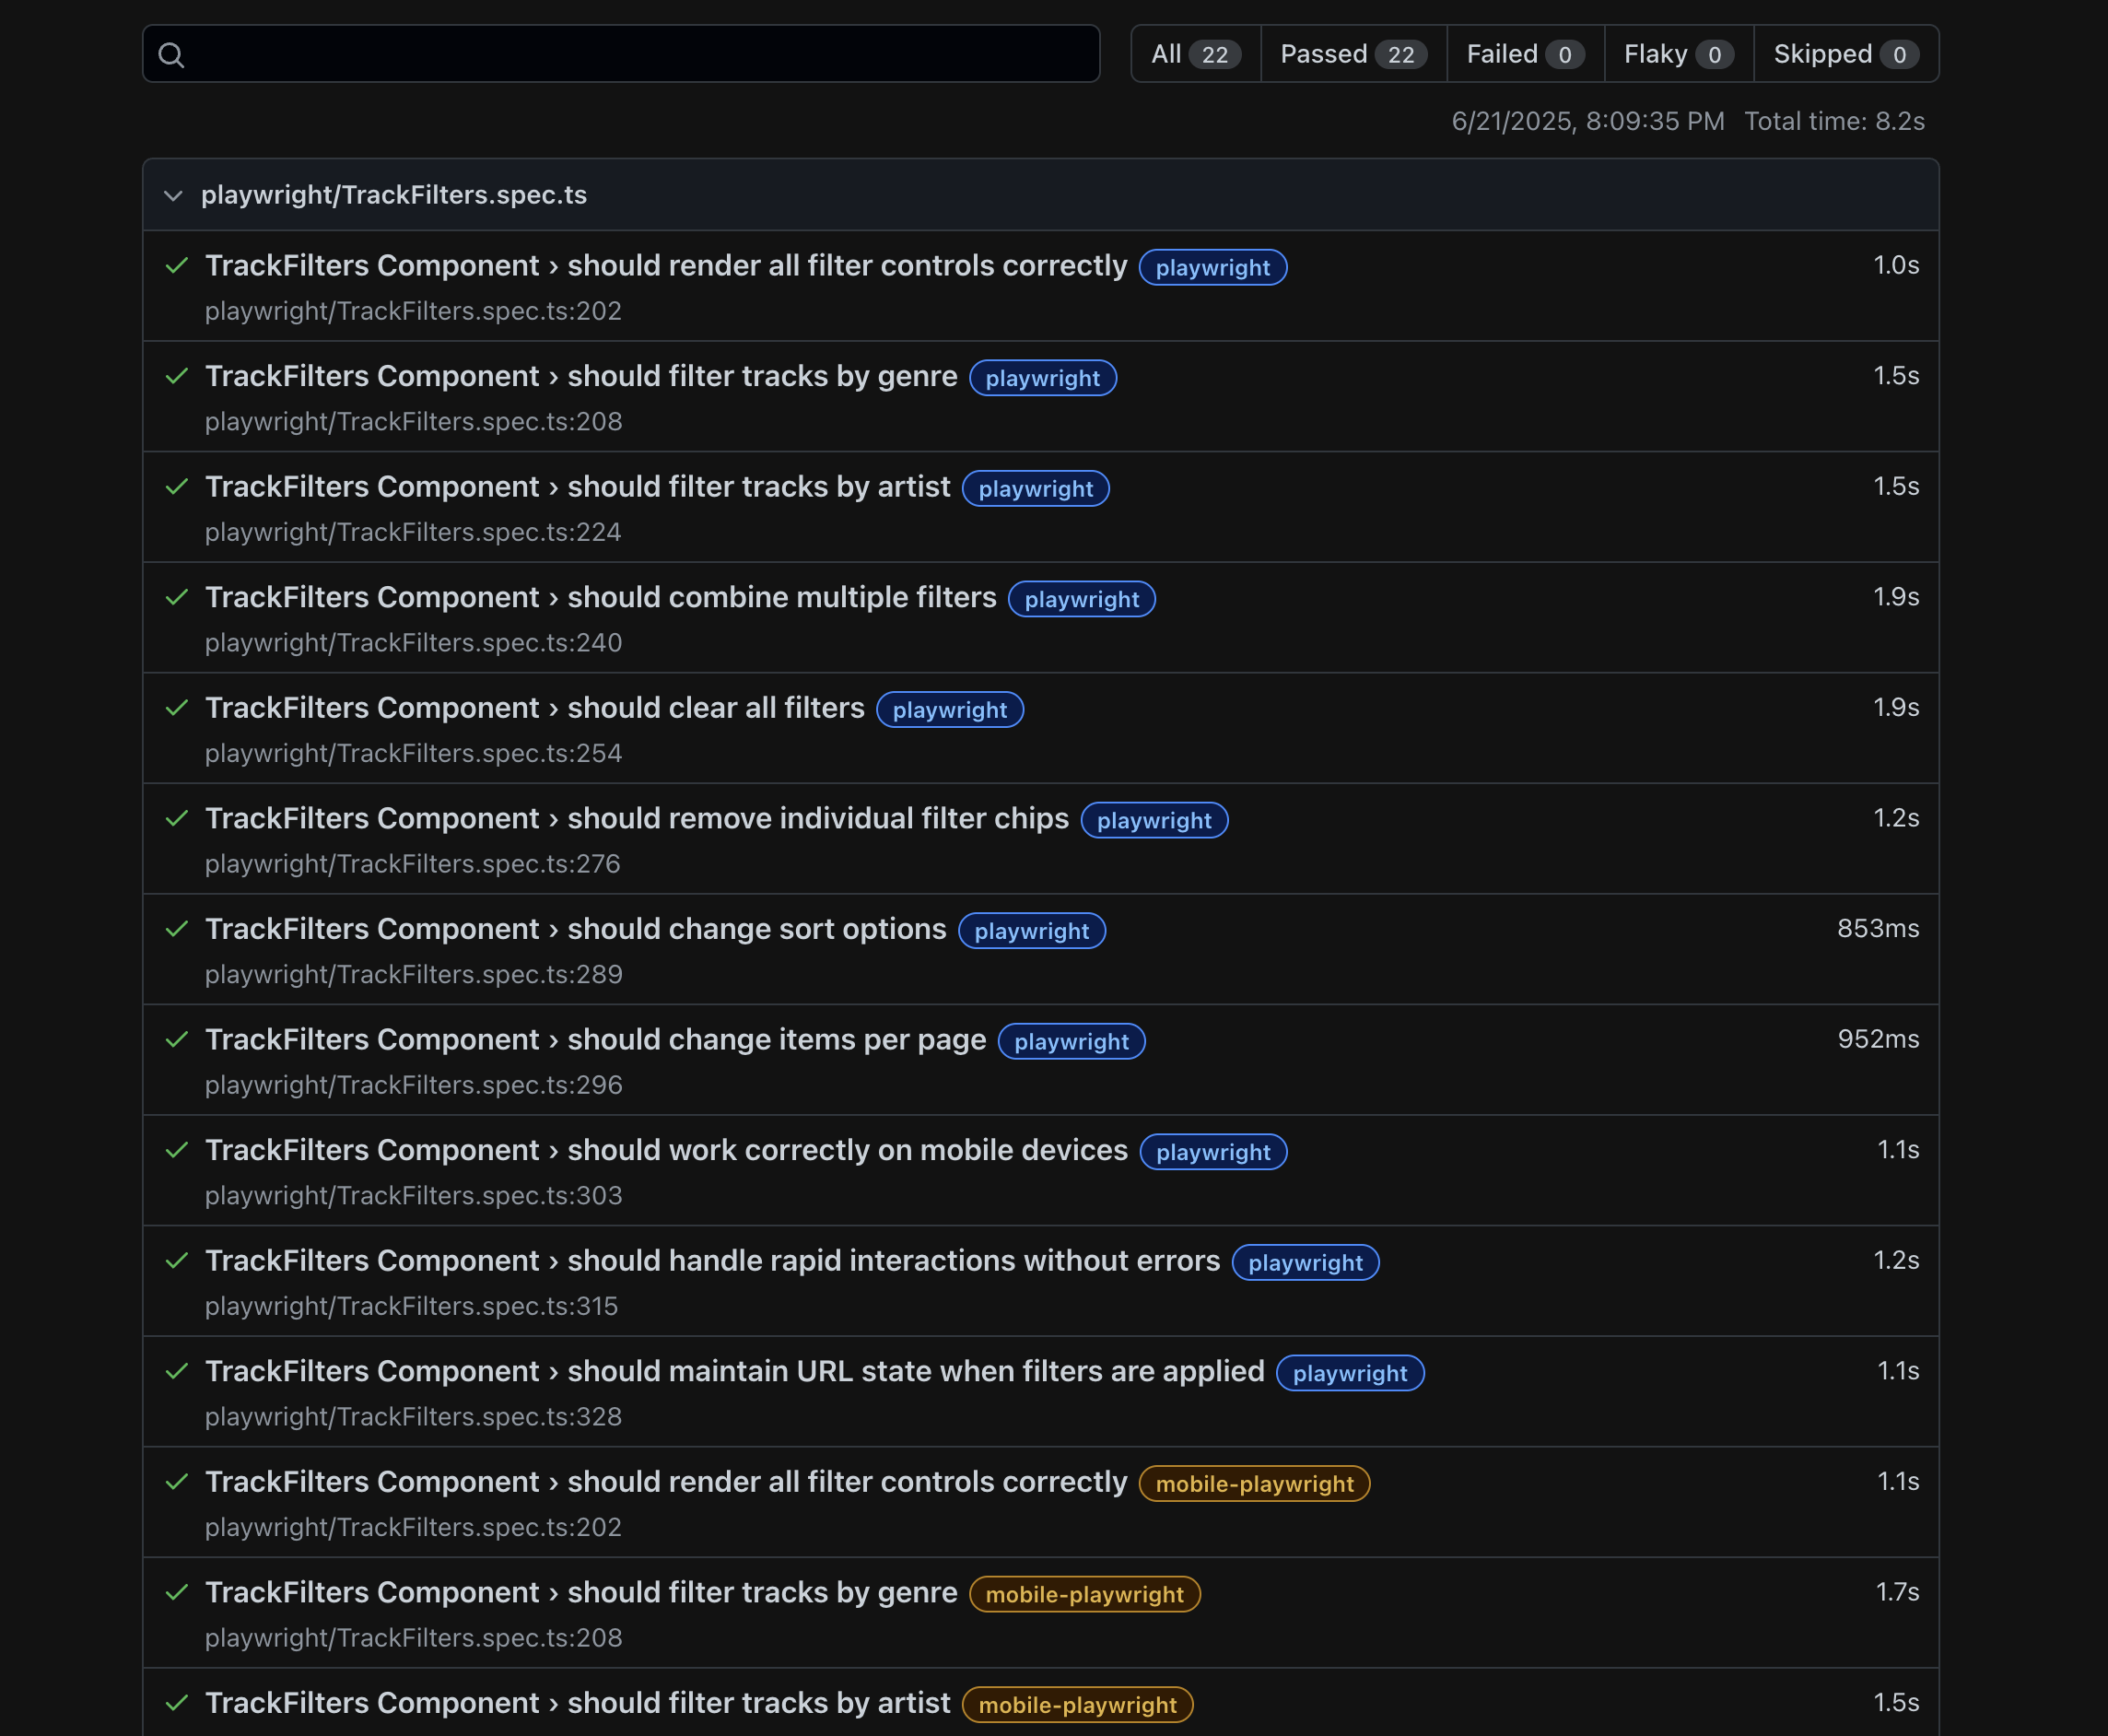 All 22 Passed 22 Failed 0 Flaky 0 Skipped 0
6/21/2025, 8:09:35 PM Total time: 8.2s
playwright/TrackFilters.spec.ts
TrackFilters Component › should render all filter controls correctly playwright 1.0s
playwright/TrackFilters.spec.ts:202
TrackFilters Component › should filter tracks by genre playwright 1.5s
playwright/TrackFilters.spec.ts:208
TrackFilters Component › should filter tracks by artist playwright 1.5s
playwright/TrackFilters.spec.ts:224
TrackFilters Component › should combine multiple filters playwright 1.9s
playwright/TrackFilters.spec.ts:240
TrackFilters Component › should clear all filters playwright 1.9s
playwright/TrackFilters.spec.ts:254
TrackFilters Component › should remove individual filter chips playwright 1.2s
playwright/TrackFilters.spec.ts:276
TrackFilters Component › should change sort options playwright 853ms
playwright/TrackFilters.spec.ts:289
TrackFilters Component › should change items per page playwright 952ms
playwright/TrackFilters.spec.ts:296
TrackFilters Component › should work correctly on mobile devices playwright 1.1s
playwright/TrackFilters.spec.ts:303
TrackFilters Component › should handle rapid interactions without errors playwright 1.2s
playwright/TrackFilters.spec.ts:315
TrackFilters Component › should maintain URL state when filters are applied playwright 1.1s
playwright/TrackFilters.spec.ts:328
TrackFilters Component › should render all filter controls correctly mobile-playwright 1.1s
playwright/TrackFilters.spec.ts:202
TrackFilters Component › should filter tracks by genre mobile-playwright 1.7s
playwright/TrackFilters.spec.ts:208
TrackFilters Component › should filter tracks by artist mobile-playwright 1.5s